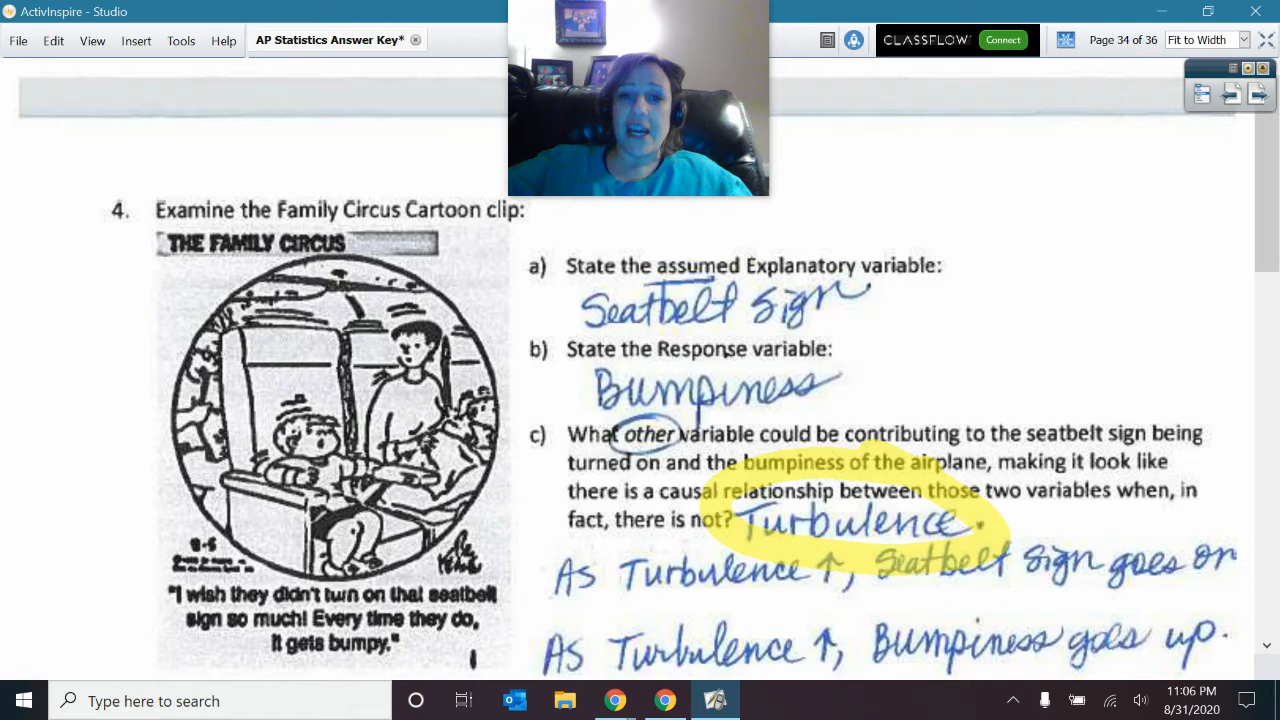 ActivInspire - Studio
File Edit View Insert Tools Help
AP Statistics Answer Key*
CLASSFLOW Connect
Page 34 of 36 Fit to Width
4. Examine the Family Circus Cartoon clip:
THE FAMILY CIRCUS
"I wish they didn't turn on that seatbelt
sign so much! Every time they do,
it gets bumpy."
a) State the assumed Explanatory variable:
Seatbelt Sign
b) State the Response variable:
Bumpiness
c) What other variable could be contributing to the seatbelt sign being
turned on and the bumpiness of the airplane, making it look like
there is a causal relationship between those two variables when, in
fact, there is not? Turbulence.
As Turbulence ↑, Seatbelt Sign goes on
As Turbulence ↑, Bumpiness goes up.
Type here to search
11:06 PM
8/31/2020